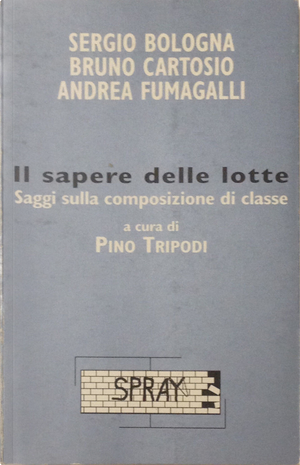 SERGIO BOLOGNA
BRUNO CARTOSIO
ANDREA FUMAGALLI
Il sapere delle lotte
Saggi sulla composizione di classe
a cura di
PINO TRIPODI
SPRAY